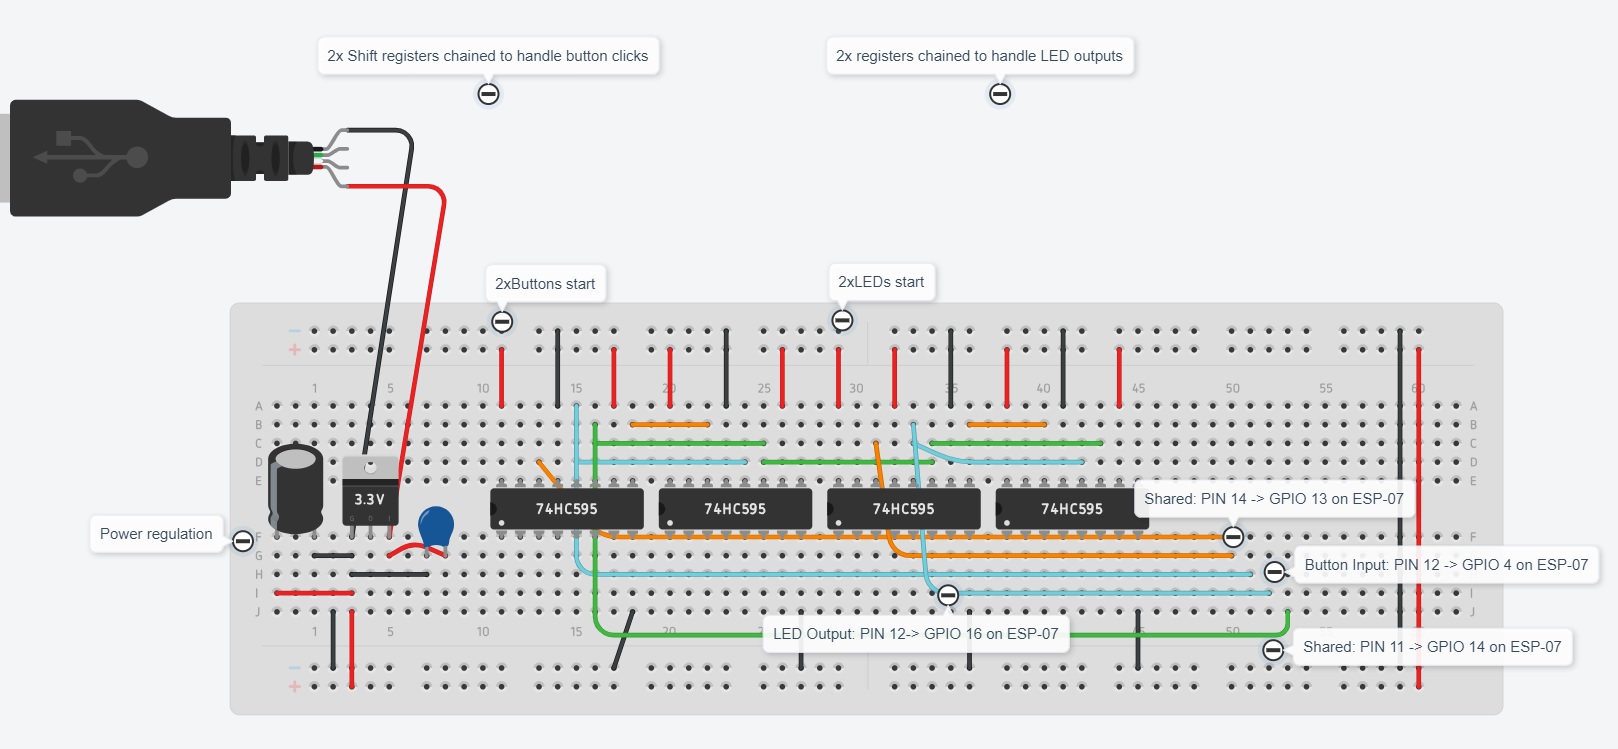 2x Shift registers chained to handle button clicks
2x registers chained to handle LED outputs
2xButtons start
2xLEDs start
− −
+ +
1 5 10 15 20 25 30 35 40 45 50 55 60
A A
B B
C C
D D
E E
3.3 V
G O I
74HC595 74HC595 74HC595 74HC595
Shared: PIN 14 -> GPIO 13 on ESP-07
Power regulation
F F
G G
Button Input: PIN 12 -> GPIO 4 on ESP-07
H H
I I
J J
1 5 10 15 45 50
LED Output: PIN 12-> GPIO 16 on ESP-07
Shared: PIN 11 -> GPIO 14 on ESP-07
−
+